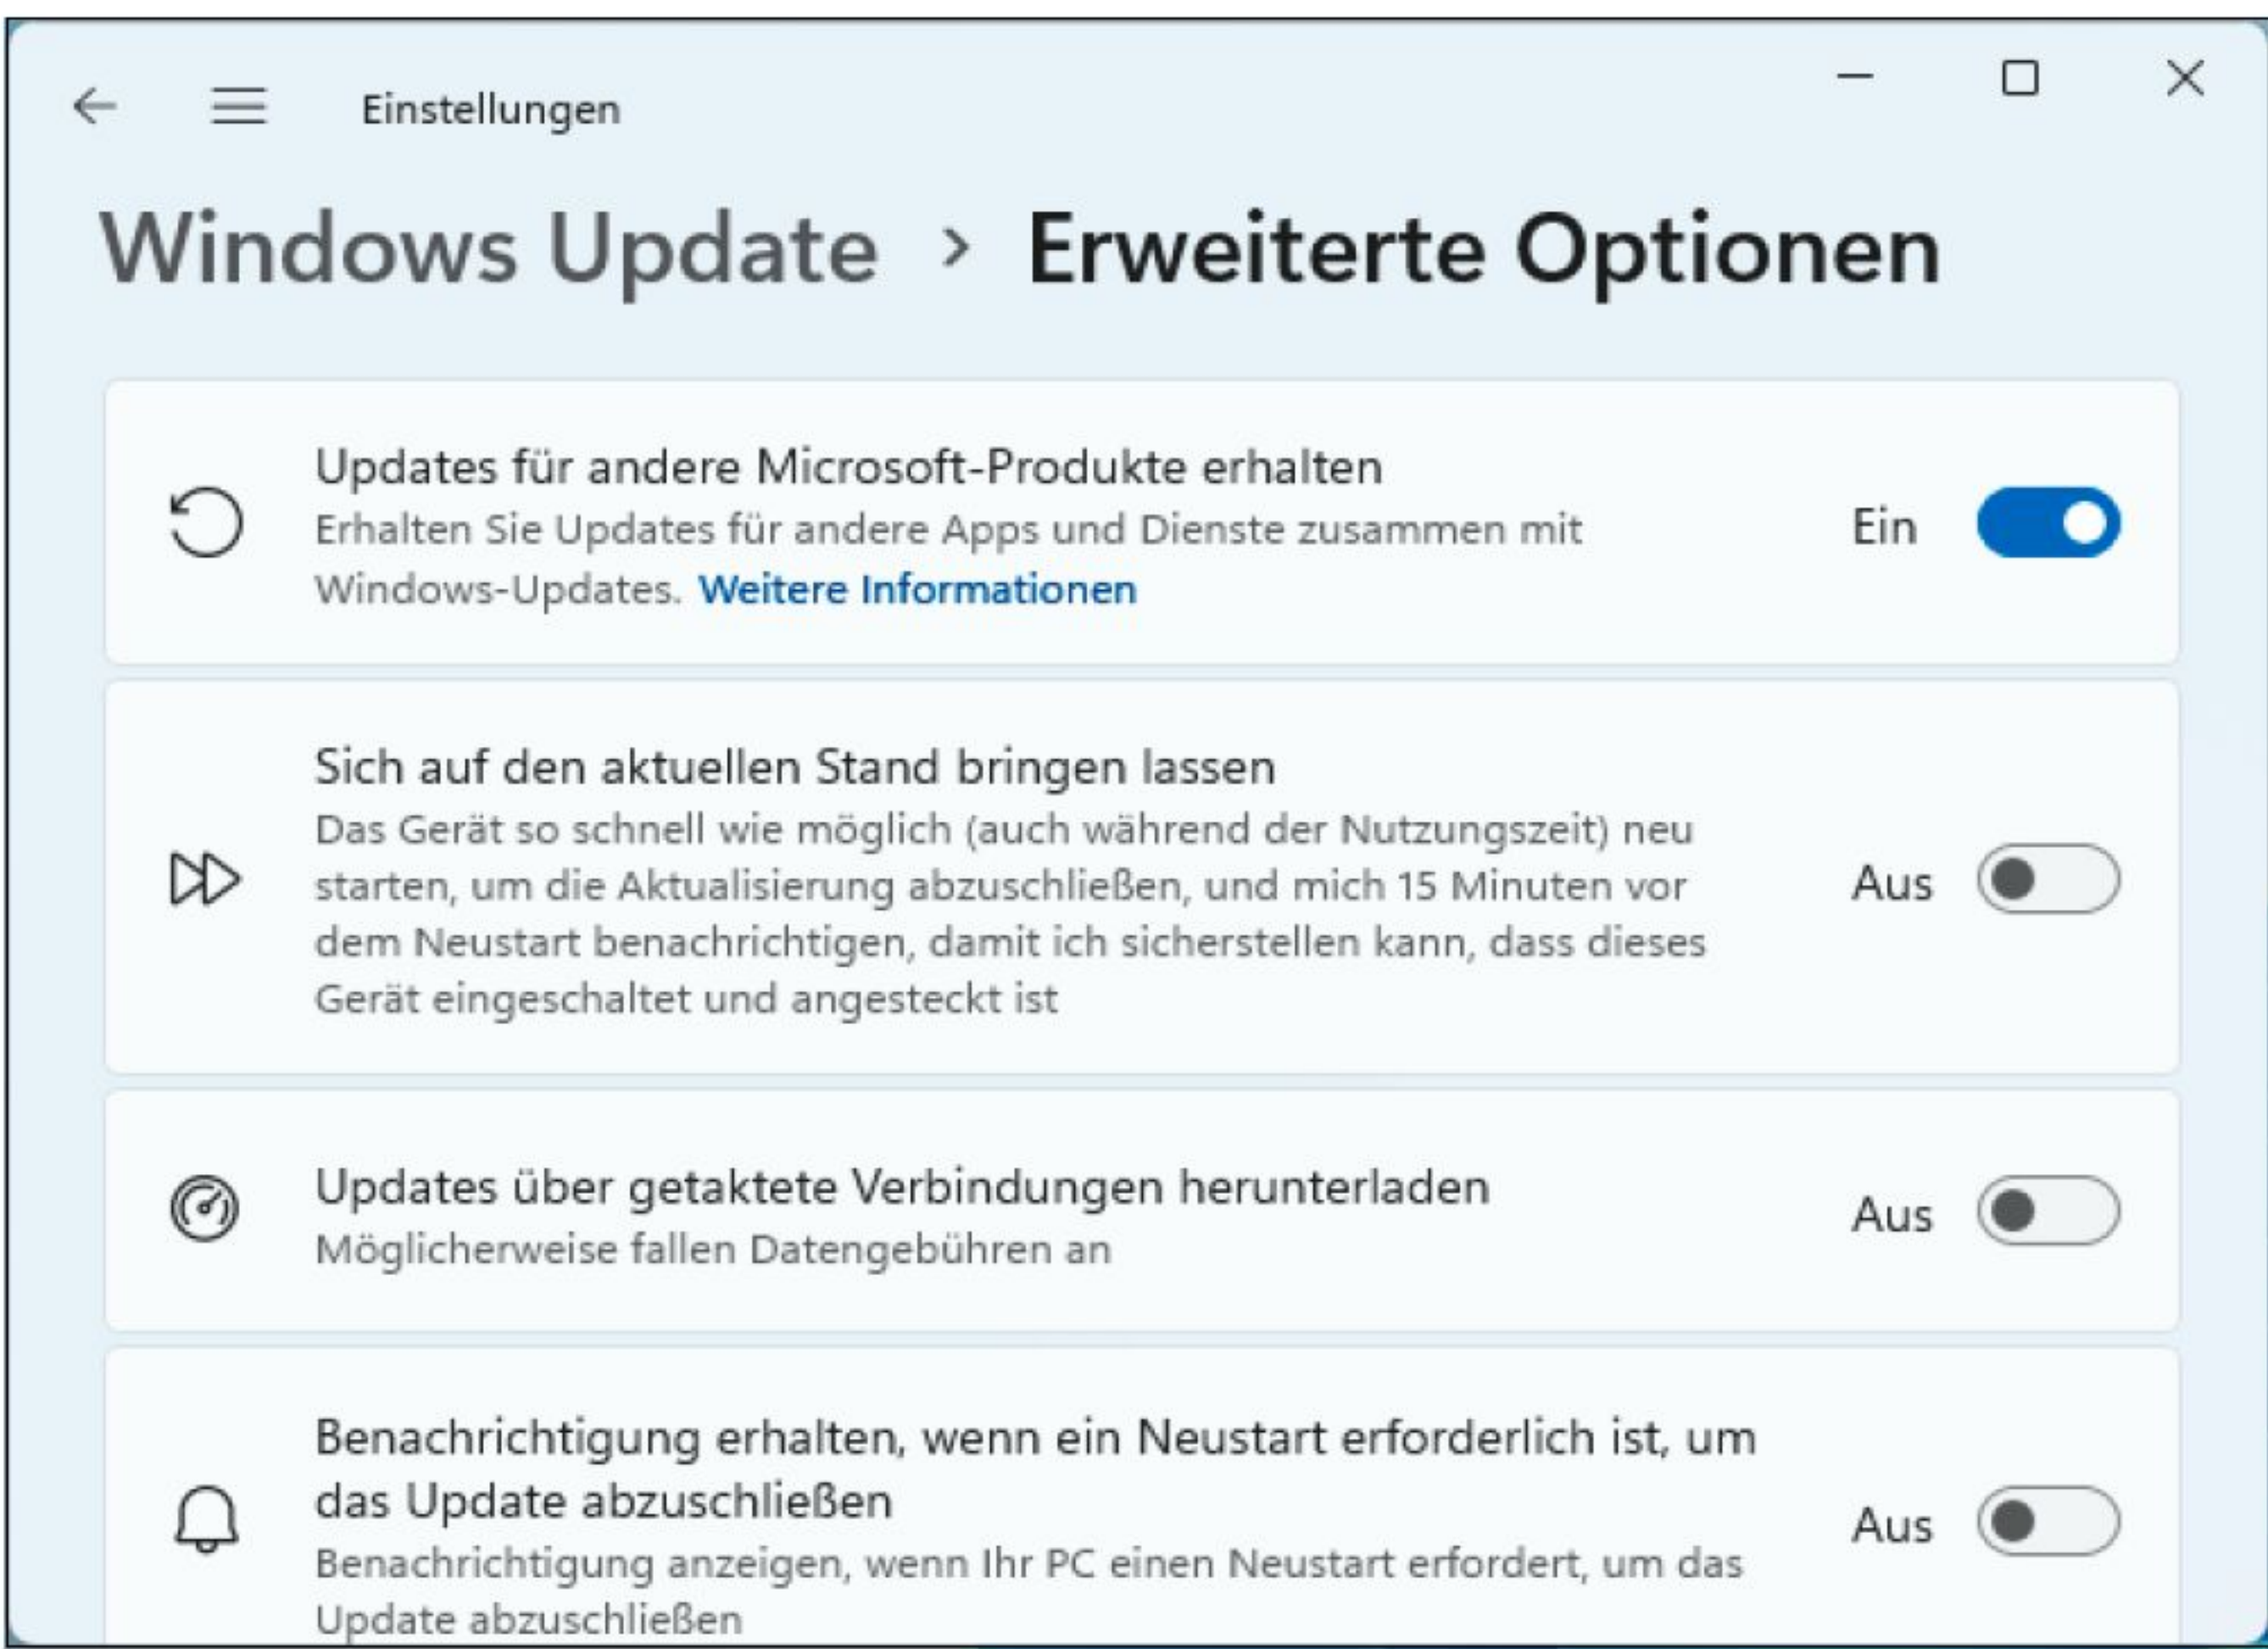 Einstellungen
Windows Update > Erweiterte Optionen
Updates für andere Microsoft-Produkte erhalten
Erhalten Sie Updates für andere Apps und Dienste zusammen mit
Windows-Updates. Weitere Informationen
Ein
Sich auf den aktuellen Stand bringen lassen
Das Gerät so schnell wie möglich (auch während der Nutzungszeit) neu
starten, um die Aktualisierung abzuschließen, und mich 15 Minuten vor
dem Neustart benachrichtigen, damit ich sicherstellen kann, dass dieses
Gerät eingeschaltet und angesteckt ist
Aus
Updates über getaktete Verbindungen herunterladen
Möglicherweise fallen Datengebühren an
Aus
Benachrichtigung erhalten, wenn ein Neustart erforderlich ist, um
das Update abzuschließen
Benachrichtigung anzeigen, wenn Ihr PC einen Neustart erfordert, um das
Update abzuschließen
Aus